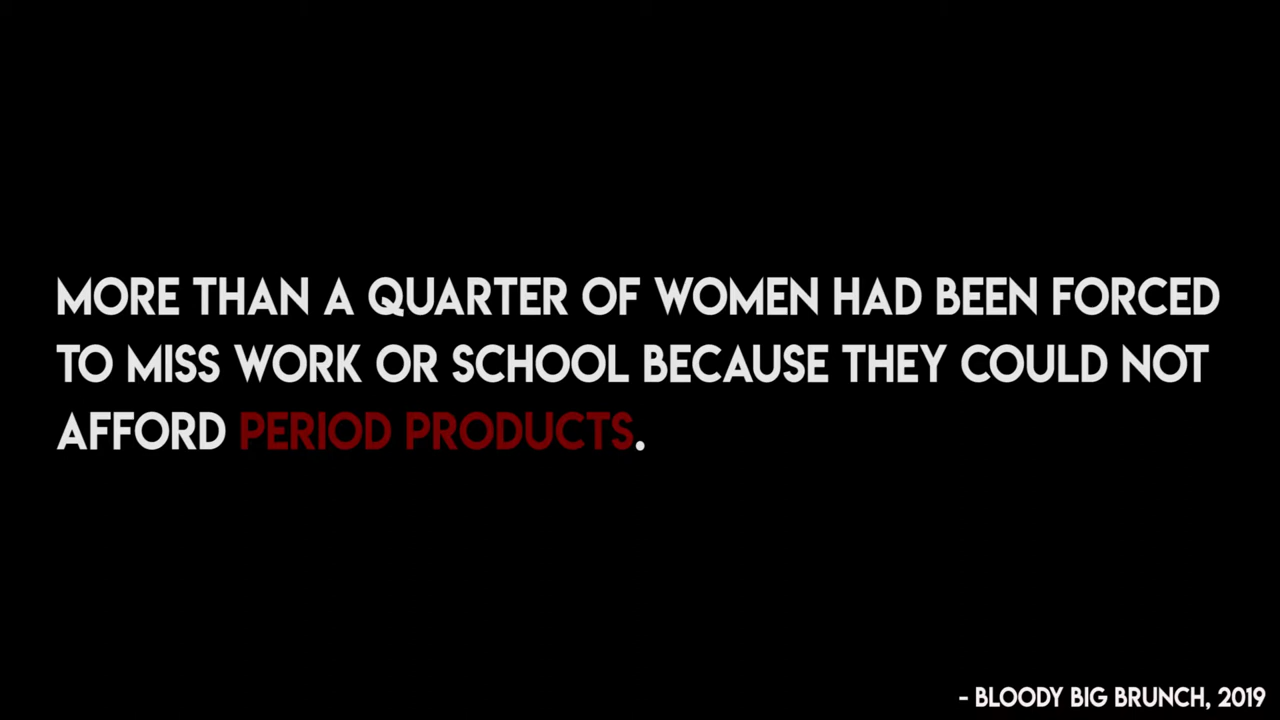 MORE THAN A QUARTER OF WOMEN HAD BEEN FORCED
TO MISS WORK OR SCHOOL BECAUSE THEY COULD NOT
AFFORD PERIOD PRODUCTS.
- BLOODY BIG BRUNCH, 2019